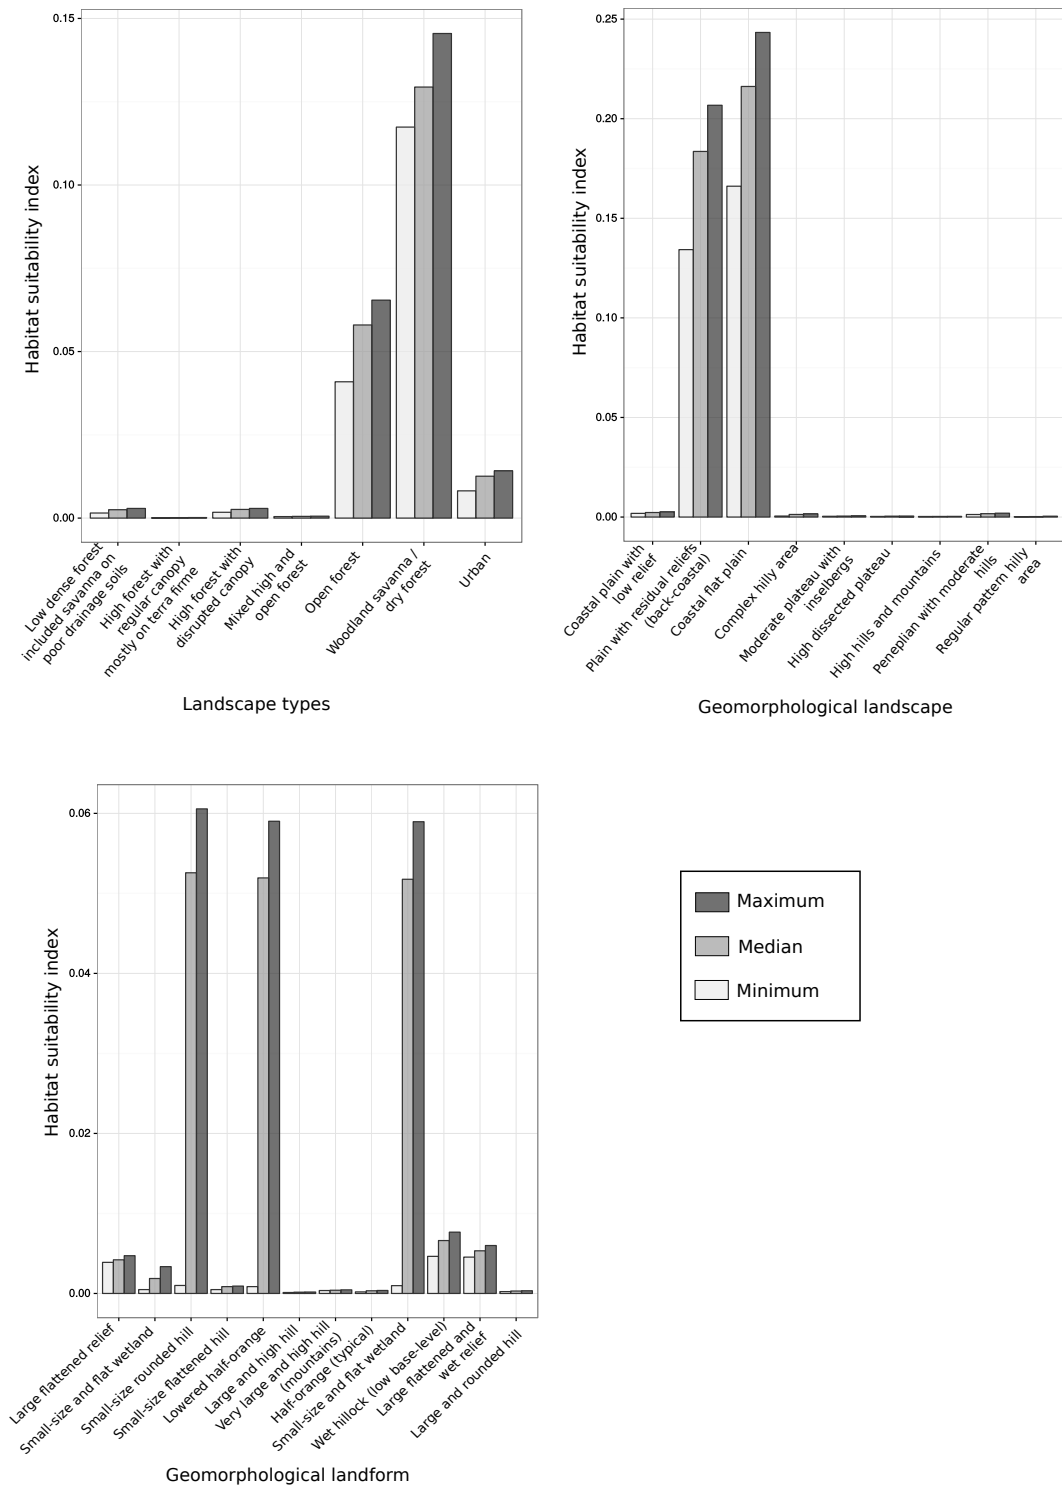 0.15
0.10
0.05
0.00
Habitat suitability index
Low dense forest
included savanna on
poor drainage soils
High forest with
regular canopy
mostly on terra firme
High forest with
disrupted canopy
Mixed high and
open forest
Open forest
Woodland savanna /
dry forest
Urban
Landscape types
0.25
0.20
0.15
0.10
0.05
0.00
Habitat suitability index
Coastal plain with
low relief
Plain with residual reliefs
(back-coastal)
Coastal flat plain
Complex hilly area
Moderate plateau with
inselbergs
High dissected plateau
High hills and mountains
Peneplian with moderate
hills
Regular pattern hilly
area
Geomorphological landscape
0.06
0.04
0.02
0.00
Habitat suitability index
Large flattened relief
Small-size and flat wetland
Small-size rounded hill
Small-size flattened hill
Lowered half-orange
Large and high hill
Very large and high hill
(mountains)
Half-orange (typical)
Small-size and flat wetland
Wet hillock (low base-level)
Large flattened and
wet relief
Large and rounded hill
Geomorphological landform
Maximum
Median
Minimum